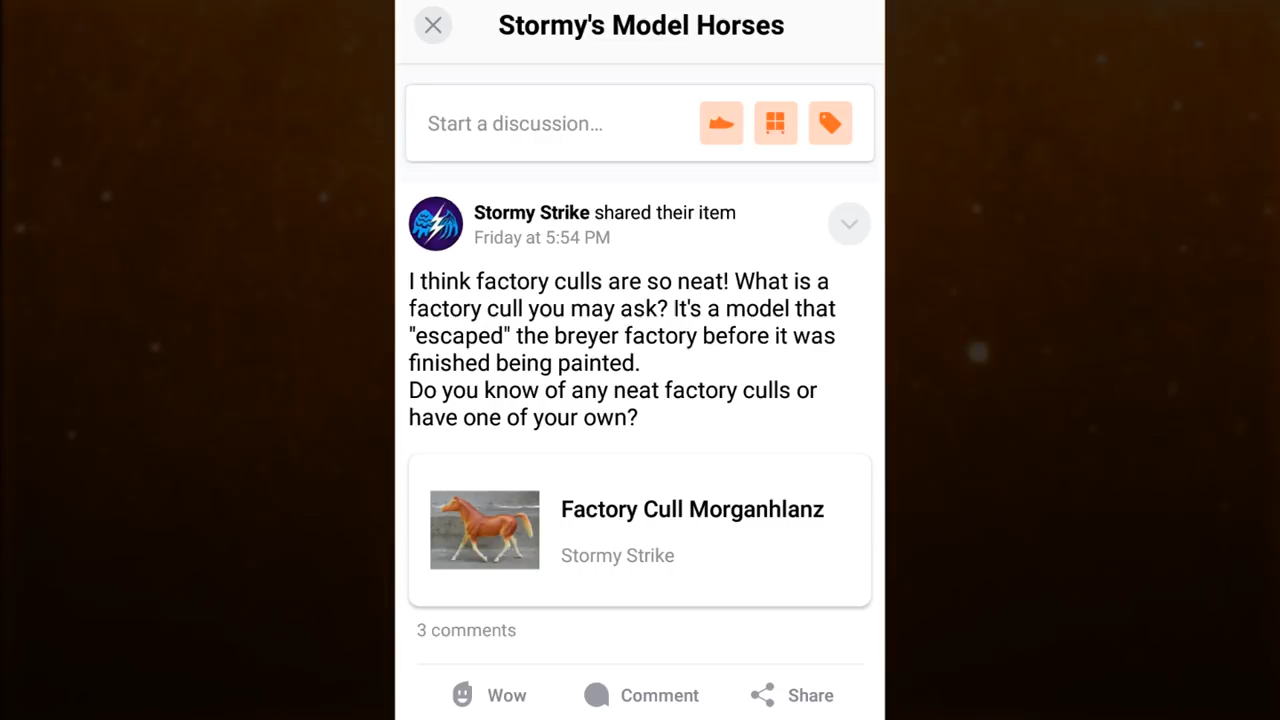 Stormy's Model Horses
Start a discussion...
Stormy Strike shared their item
Friday at 5:54 PM
I think factory culls are so neat! What is a
factory cull you may ask? It's a model that
"escaped" the breyer factory before it was
finished being painted.
Do you know of any neat factory culls or
have one of your own?
Factory Cull Morganhlanz
Stormy Strike
3 comments
Wow
Comment
Share